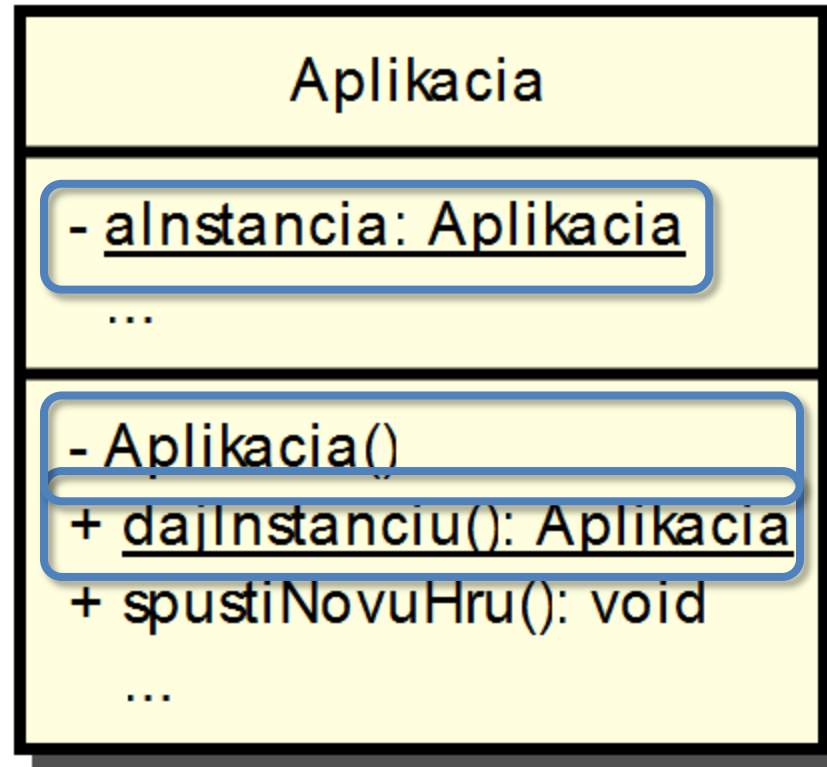 Aplikacia
- aInstancia: Aplikacia
...
- Aplikacia()
+ dajInstanciu(): Aplikacia
+ spustiNovuHru(): void
...